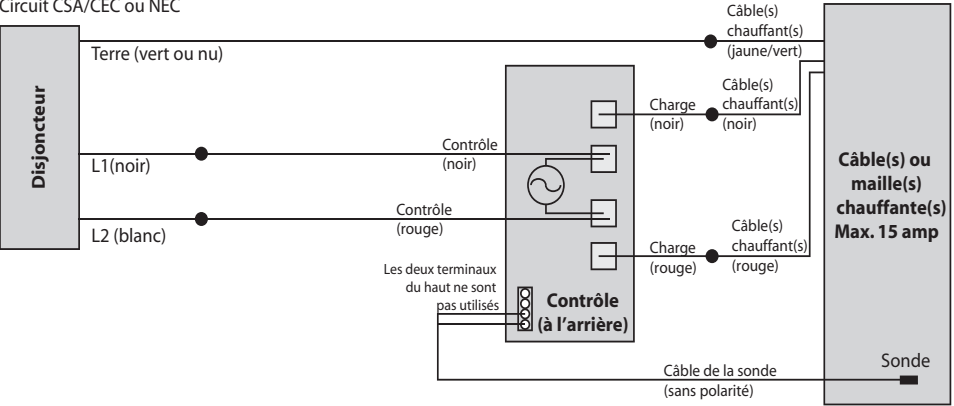 Circuit CSA/CEC ou NEC
Disjoncteur
Terre (vert ou nu)
Câble(s)
chauffant(s)
(jaune/vert)
Câble(s)
chauffant(s)
(noir)
Charge
(noir)
Contrôle
(noir)
L1(noir)
Contrôle
(rouge)
L2 (blanc)
Câble(s)
chauffant(s)
(rouge)
Charge
(rouge)
Câble(s) ou
maille(s)
chauffante(s)
Max. 15 amp
Les deux terminaux
du haut ne sont
pas utilisés
Contrôle
(à l'arrière)
Câble de la sonde
(sans polarité)
Sonde